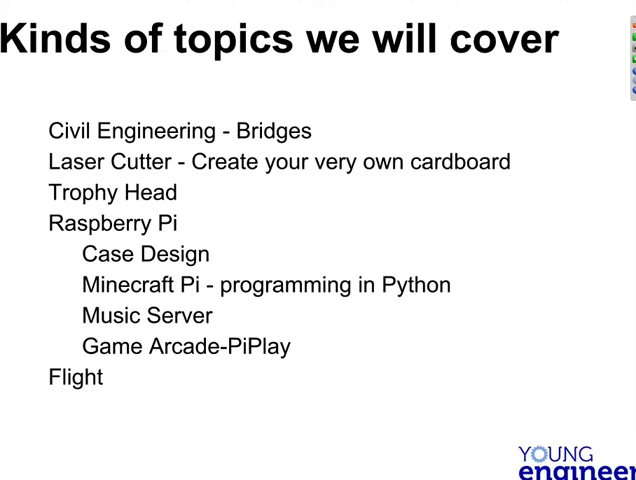 Kinds of topics we will cover
Civil Engineering - Bridges
Laser Cutter - Create your very own cardboard
Trophy Head
Raspberry Pi
Case Design
Minecraft Pi - programming in Python
Music Server
Game Arcade-PiPlay
Flight
YOUNG
engineer